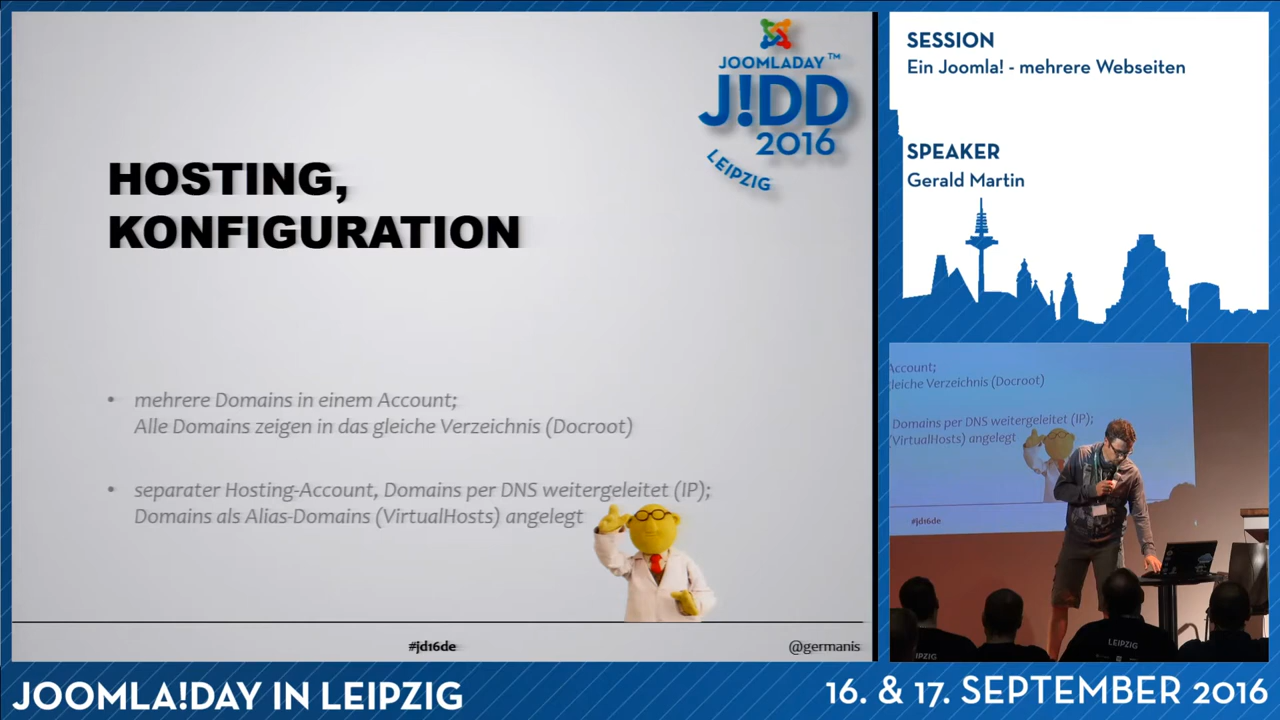 JOOMLADAY™
J!DD
2016
LEIPZIG
HOSTING,
KONFIGURATION
• mehrere Domains in einem Account;
Alle Domains zeigen in das gleiche Verzeichnis (Docroot)
• separater Hosting-Account, Domains per DNS weitergeleitet (IP);
Domains als Alias-Domains (VirtualHosts) angelegt
#jd16de
@germanis
SESSION
Ein Joomla! - mehrere Webseiten
SPEAKER
Gerald Martin
Account;
leiche Verzeichnis (Docroot)
Domains per DNS weitergeleitet (IP);
(VirtualHosts) angelegt
#jd16de
LEIPZIG
LEIPZIG
JOOMLA!DAY IN LEIPZIG
16. & 17. SEPTEMBER 2016